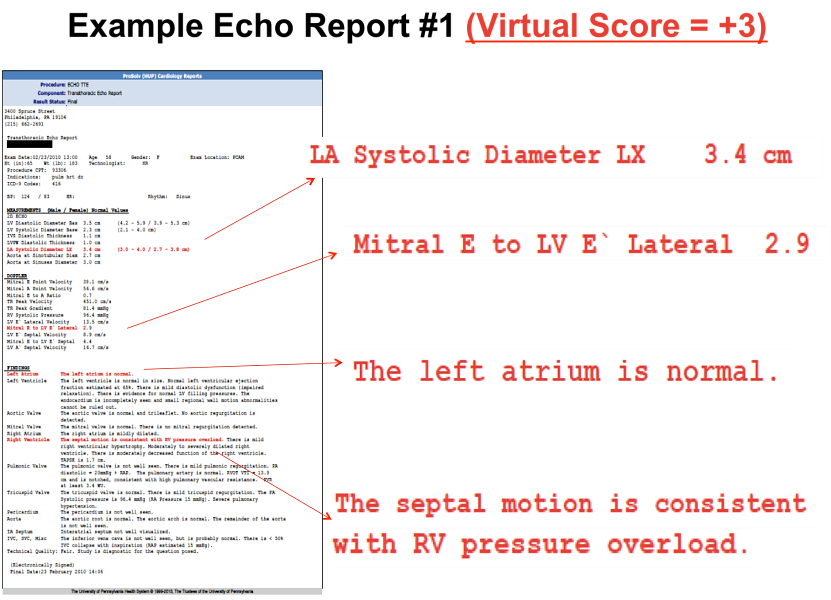 Example Echo Report #1 (Virtual Score = +3)
ProSolv (HUP) Cardiology Reports
Procedure: ECHO TTE
Component: Transthoracic Echo Report
Result Status: Final
3400 Spruce Street
Philadelphia, PA 19104
(215) 662-2691
Transthoracic Echo Report
Exam Date:02/23/2010 13:00 Age 58 Gender: F Exam Location: PCAM
Ht (in):65 Wt (lb): 183 Technologist: KR
Procedure CPT: 93306
Indications: pulm hrt dz
ICD-9 Codes: 416
BP: 124 / 83 HR: Rhythm: Sinus
MEASUREMENTS (Male / Female) Normal Values
2D ECHO
LV Diastolic Diameter Bas 3.5 cm (4.2 - 5.9 / 3.9 - 5.3 cm)
LV Systolic Diameter Base 2.3 cm (2.1 - 4.0 cm)
IVS Diastolic Thickness 1.1 cm
LVPW Diastolic Thickness 1.0 cm
LA Systolic Diameter LX 3.4 cm (3.0 - 4.0 / 2.7 - 3.8 cm)
Aorta at Sinotubular Diam 2.7 cm
Aorta at Sinuses Diameter 3.0 cm
DOPPLER
Mitral E Point Velocity 39.1 cm/s
Mitral A Point Velocity 54.6 cm/s
Mitral E to A Ratio 0.7
TR Peak Velocity 451.0 cm/s
TR Peak Gradient 81.4 mmHg
RV Systolic Pressure 96.4 mmHg
LV E` Lateral Velocity 13.5 cm/s
Mitral E to LV E` Lateral 2.9
LV E` Septal Velocity 8.9 cm/s
Mitral E to LV E` Septal 4.4
LV A` Septal Velocity 16.7 cm/s
FINDINGS
Left Atrium The left atrium is normal.
Left Ventricle The left ventricle is normal in size. Normal left ventricular ejection
fraction estimated at 65%. There is mild diastolic dysfunction (impaired
relaxation). There is evidence for normal LV filling pressures. The
endocardium is incompletely seen and small regional wall motion abnormalities
cannot be ruled out.
Aortic Valve The aortic valve is normal and trileaflet. No aortic regurgitation is
detected.
Mitral Valve The mitral valve is normal. There is no mitral regurgitation detected.
Right Atrium The right atrium is mildly dilated.
Right Ventricle The septal motion is consistent with RV pressure overload. There is mild
right ventricular hypertrophy. Moderately to severely dilated right
ventricle. There is moderately decreased function of the right ventricle.
TAPSE is 1.7 cm.
Pulmonic Valve The pulmonic valve is not well seen. There is mild pulmonic regurgitation. PA
diastolic = 20mmHg + RAP. The pulmonary artery is normal. RVOT VTI = 13.9
cm and is notched, consistent with high pulmonary vascular resistance. PVR
at least 3.4 WU.
Tricuspid Valve The tricuspid valve is normal. There is mild tricuspid regurgitation. The PA
Systolic pressure is 96.4 mmHg (RA Pressure 15 mmHg). Severe pulmonary
hypertension.
Pericardium The pericardium is not well seen.
Aorta The aortic root is normal. The aortic arch is normal. The remainder of the aorta
is not well seen.
IA Septum Interatrial septum not well visualized.
IVC, SVC, Misc The inferior vena cava is not well seen, but is probably normal. There is < 50%
IVC collapse with inspiration (RAP estimated 15 mmHg).
Technical Quality: Fair. Study is diagnostic for the question posed.
(Electronically Signed)
Final Date:23 February 2010 14:06
The University of Pennsylvania Health System © 1999-2010, The Trustees of the University of Pennsylvania
LA Systolic Diameter LX 3.4 cm
Mitral E to LV E` Lateral 2.9
The left atrium is normal.
The septal motion is consistent
with RV pressure overload.